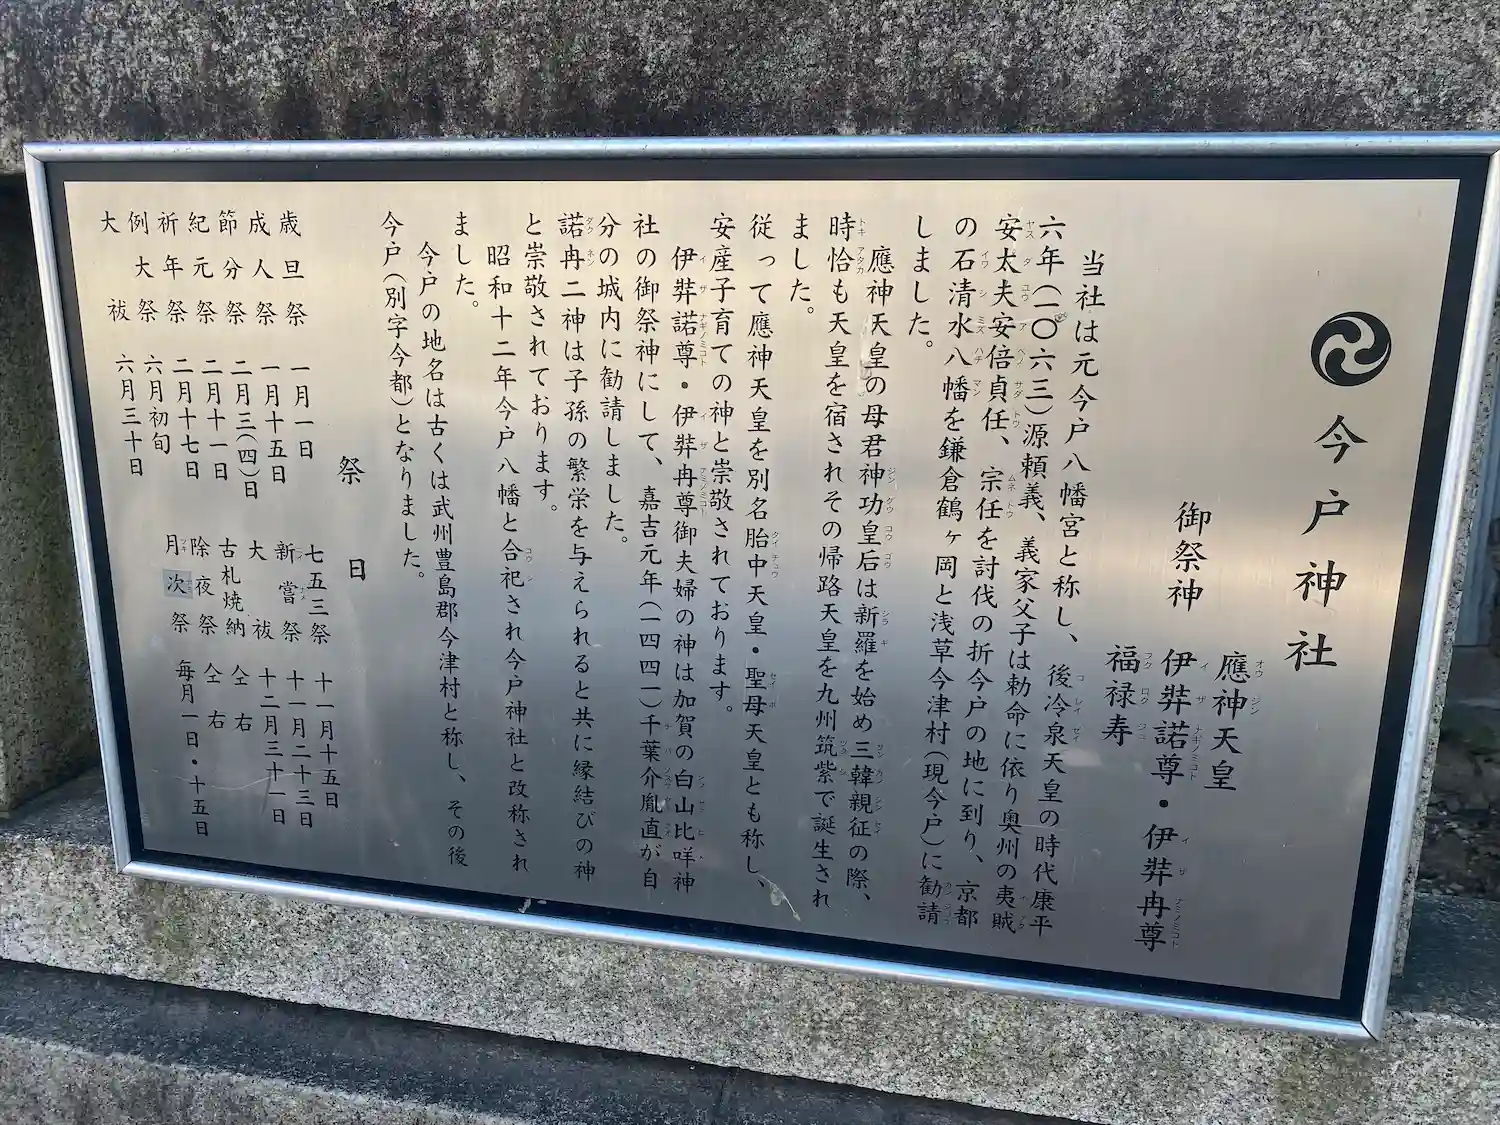 今戸神社
御祭神
應神天皇
伊弉諾尊・伊弉冉尊
福禄寿
当社は元今戸八幡宮と称し、後冷泉天皇の時代康平
六年(一〇六三)源頼義、義家父子は勅命に依り奥州の夷賊
安太夫安倍貞任、宗任を討伐の折今戸の地に到り、京都
の石清水八幡を鎌倉鶴ヶ岡と浅草今津村(現今戸)に勧請
しました。
應神天皇の母君神功皇后は新羅を始め三韓親征の際、
時恰も天皇を宿されその帰路天皇を九州筑紫で誕生され
ました。
従って應神天皇を別名胎中天皇・聖母天皇とも称し、
安産子育ての神と崇敬されております。
伊弉諾尊・伊弉冉尊御夫婦の神は加賀の白山比咩神
社の御祭神にして、嘉吉元年(一四四一)千葉介胤直が自
分の城内に勧請しました。
諾冉二神は子孫の繁栄を与えられると共に縁結びの神
と崇敬されております。
昭和十二年今戸八幡と合祀され今戸神社と改称され
ました。
今戸の地名は古くは武州豊島郡今津村と称し、その後
今戸(別字今都)となりました。
祭日
歳旦祭 一月一日
成人祭 一月十五日
節分祭 二月三(四)日
紀元祭 二月十一日
祈年祭 二月十七日
例大祭 六月初旬
大祓 六月三十日
七五三祭 十一月十五日
新嘗祭 十一月二十三日
大祓 十二月三十一日
古札焼納 仝右
除夜祭 仝右
月次祭 毎月一日・十五日